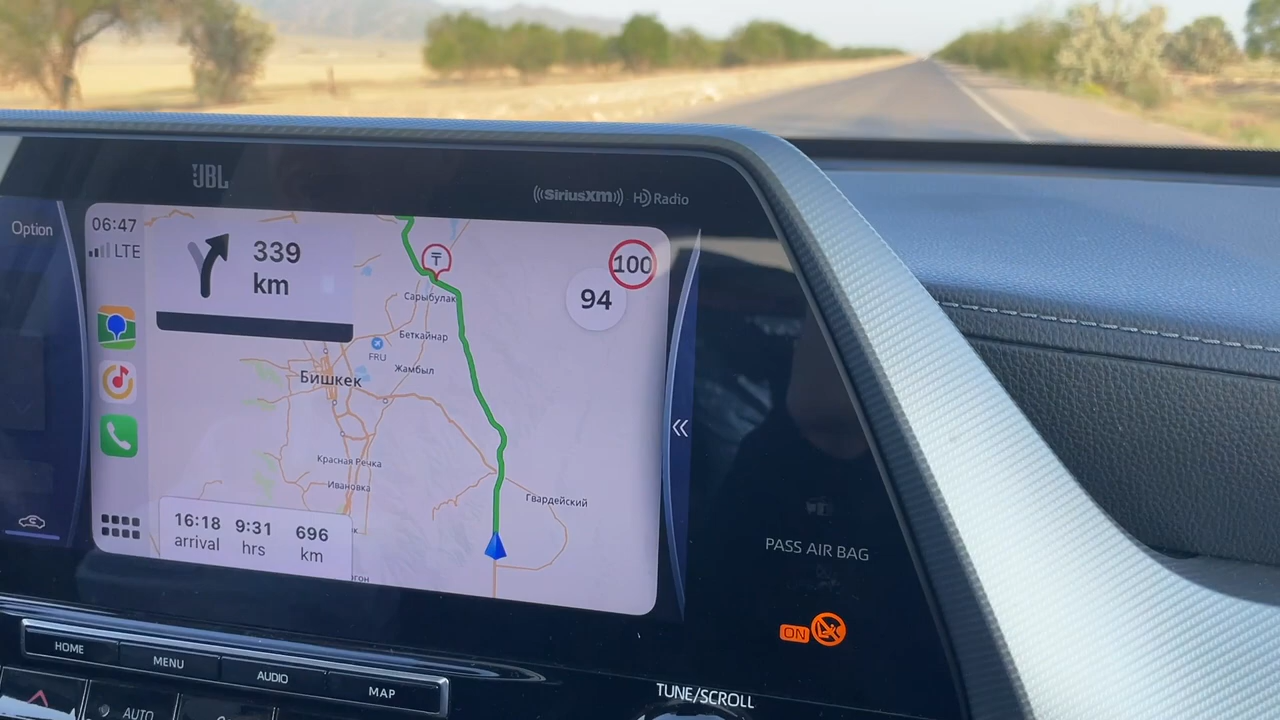 JBL
SiriusXM
HD Radio
Option
06:47
LTE
339
km
₸
100
94
Сарыбулак
Беткайнар
FRU
Жамбыл
Бишкек
Красная Речка
Ивановка
Гвардейский
16:18
arrival
9:31
hrs
696
km
PASS AIR BAG
ON
HOME
MENU
AUDIO
MAP
AUTO
TUNE/SCROLL